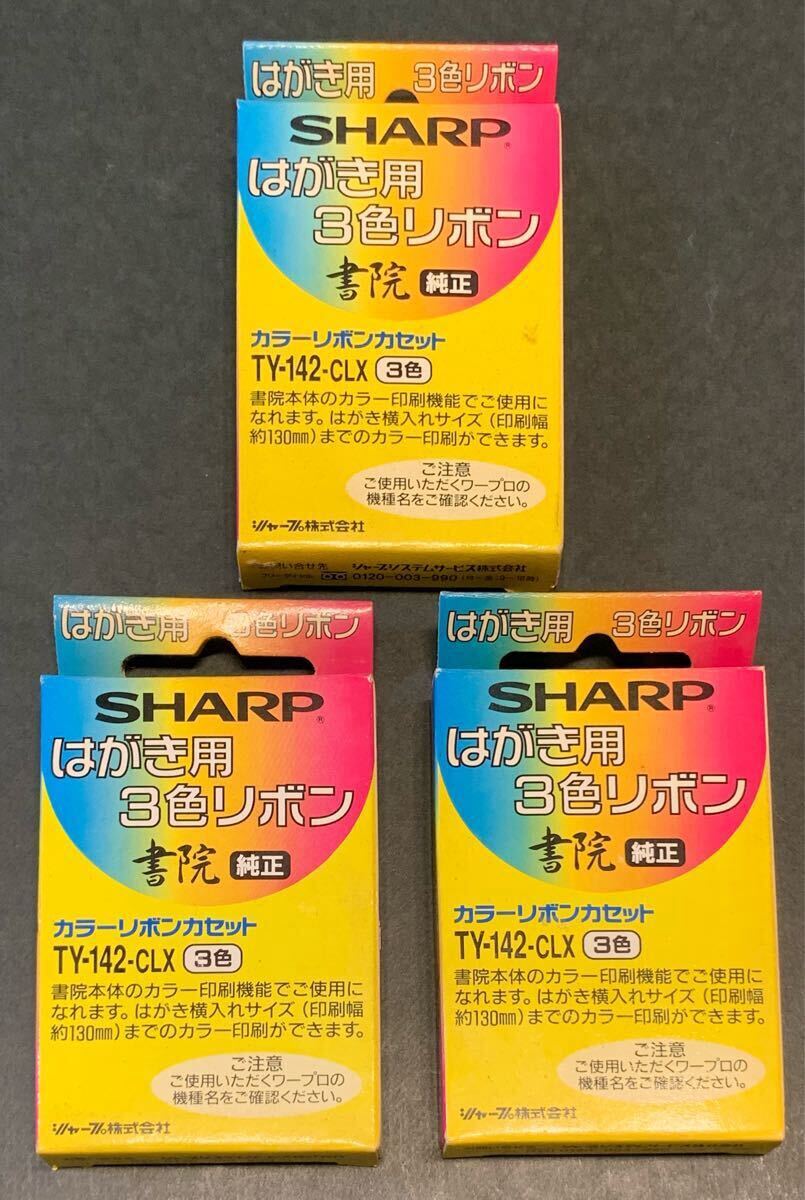 はがき用 3色リボン
SHARP®
はがき用
3色リボン
書院 純正
カラーリボンカセット
TY-142-CLX 3色
書院本体のカラー印刷機能でご使用に
なれます。はがき横入れサイズ（印刷幅
約130mm）までのカラー印刷ができます。
ご注意
ご使用いただくワープロの
機種名をご確認ください。
シャープ株式会社
お問い合せ先 シャープシステムサービス株式会社
フリーダイヤル 0120-003-990
はがき用 3色リボン
SHARP®
はがき用
3色リボン
書院 純正
カラーリボンカセット
TY-142-CLX 3色
書院本体のカラー印刷機能でご使用に
なれます。はがき横入れサイズ（印刷幅
約130mm）までのカラー印刷ができます。
ご注意
ご使用いただくワープロの
機種名をご確認ください。
シャープ株式会社
はがき用 3色リボン
SHARP®
はがき用
3色リボン
書院 純正
カラーリボンカセット
TY-142-CLX 3色
書院本体のカラー印刷機能でご使用に
なれます。はがき横入れサイズ（印刷幅
約130mm）までのカラー印刷ができます。
ご注意
ご使用いただくワープロの
機種名をご確認ください。
シャープ株式会社